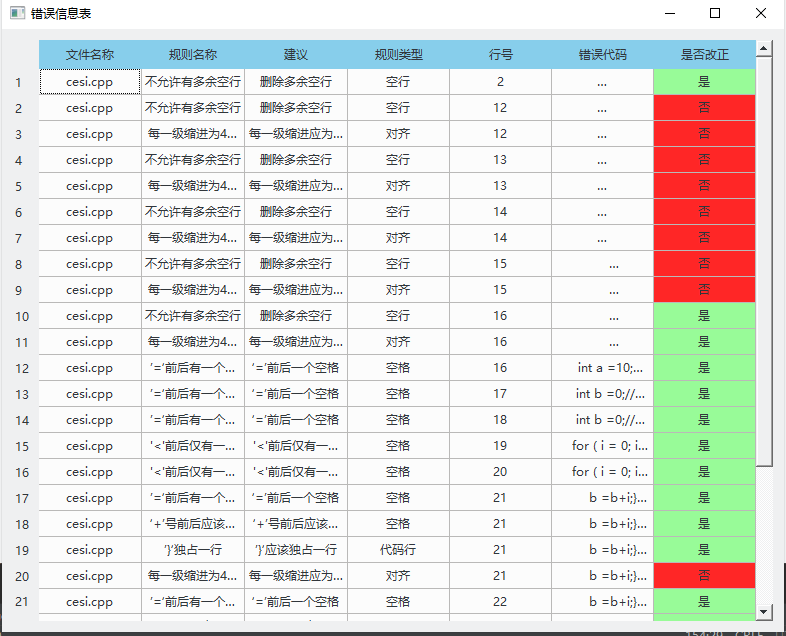 错误信息表
文件名称 规则名称 建议 规则类型 行号 错误代码 是否改正
1 cesi.cpp 不允许有多余空行 删除多余空行 空行 2 ... 是
2 cesi.cpp 不允许有多余空行 删除多余空行 空行 12 ... 否
3 cesi.cpp 每一级缩进为4... 每一级缩进应为... 对齐 12 ... 否
4 cesi.cpp 不允许有多余空行 删除多余空行 空行 13 ... 否
5 cesi.cpp 每一级缩进为4... 每一级缩进应为... 对齐 13 ... 否
6 cesi.cpp 不允许有多余空行 删除多余空行 空行 14 ... 否
7 cesi.cpp 每一级缩进为4... 每一级缩进应为... 对齐 14 ... 否
8 cesi.cpp 不允许有多余空行 删除多余空行 空行 15 ... 否
9 cesi.cpp 每一级缩进为4... 每一级缩进应为... 对齐 15 ... 否
10 cesi.cpp 不允许有多余空行 删除多余空行 空行 16 ... 是
11 cesi.cpp 每一级缩进为4... 每一级缩进应为... 对齐 16 ... 是
12 cesi.cpp '='前后有一个... '='前后一个空格 空格 16 int a =10;... 是
13 cesi.cpp '='前后有一个... '='前后一个空格 空格 17 int b =0;//... 是
14 cesi.cpp '='前后有一个... '='前后一个空格 空格 18 int b =0;//... 是
15 cesi.cpp '<'前后仅有一... '<'前后仅有一... 空格 19 for ( i = 0; i... 是
16 cesi.cpp '<'前后仅有一... '<'前后仅有一... 空格 20 for ( i = 0; i... 是
17 cesi.cpp '='前后有一个... '='前后一个空格 空格 21 b =b+i;}... 是
18 cesi.cpp '+'号前后应该... '+'号前后应该... 空格 21 b =b+i;}... 是
19 cesi.cpp '}'独占一行 '}'应该独占一行 代码行 21 b =b+i;}... 是
20 cesi.cpp 每一级缩进为4... 每一级缩进应为... 对齐 21 b =b+i;}... 否
21 cesi.cpp '='前后有一个... '='前后一个空格 空格 22 b =b+i;}... 是